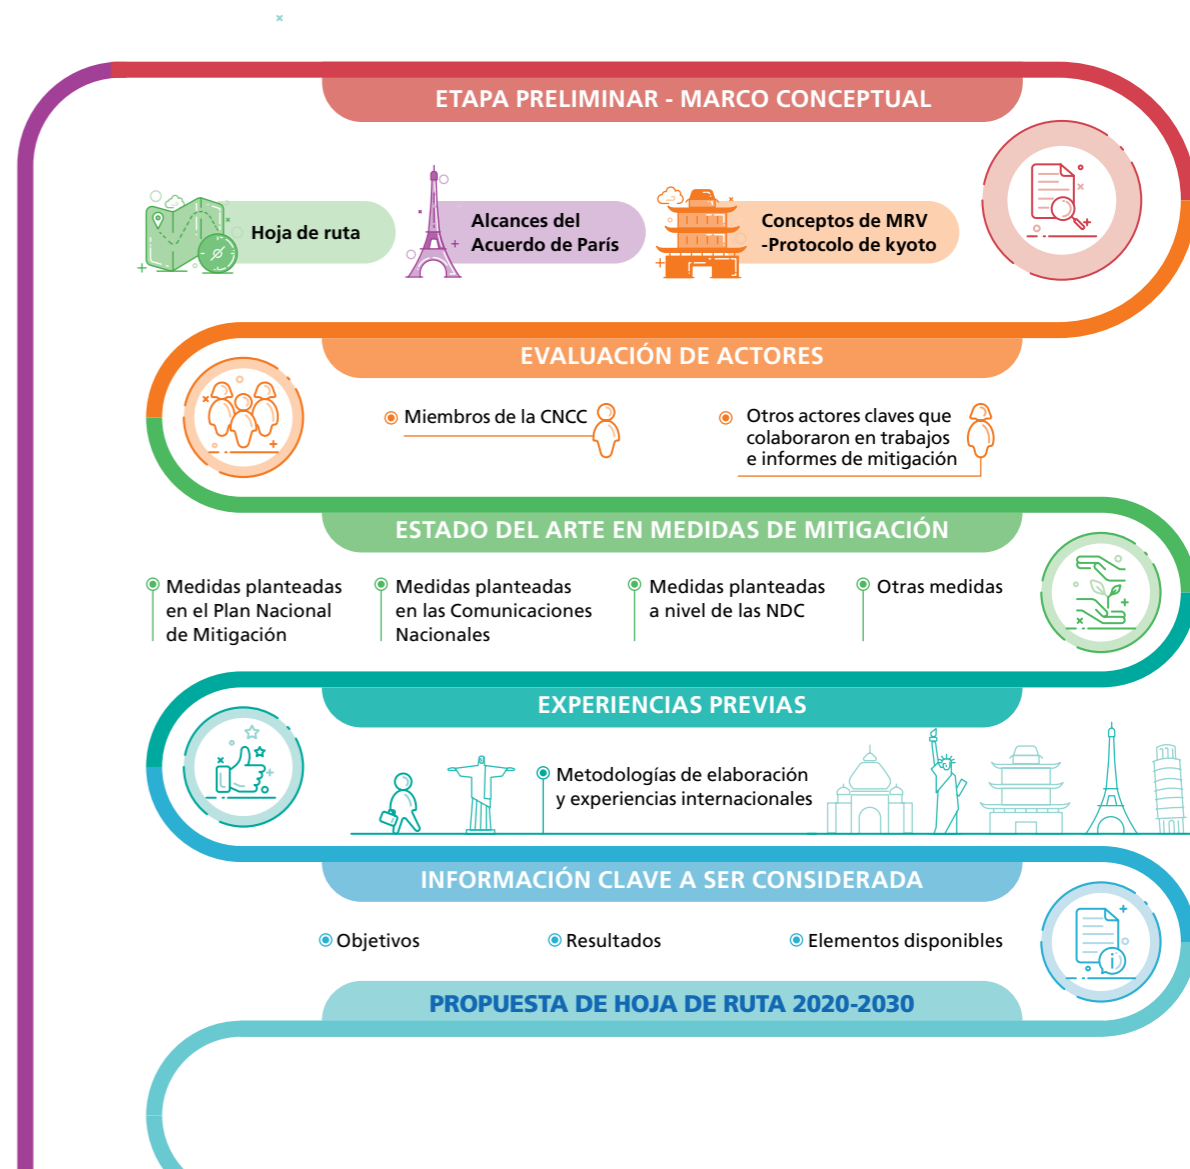 ETAPA PRELIMINAR - MARCO CONCEPTUAL
Hoja de ruta
Alcances del
Acuerdo de París
Conceptos de MRV
-Protocolo de kyoto
EVALUACIÓN DE ACTORES
Miembros de la CNCC
Otros actores claves que
colaboraron en trabajos
e informes de mitigación
ESTADO DEL ARTE EN MEDIDAS DE MITIGACIÓN
Medidas planteadas
en el Plan Nacional
de Mitigación
Medidas planteadas
en las Comunicaciones
Nacionales
Medidas planteadas
a nivel de las NDC
Otras medidas
EXPERIENCIAS PREVIAS
Metodologías de elaboración
y experiencias internacionales
INFORMACIÓN CLAVE A SER CONSIDERADA
Objetivos
Resultados
Elementos disponibles
PROPUESTA DE HOJA DE RUTA 2020-2030